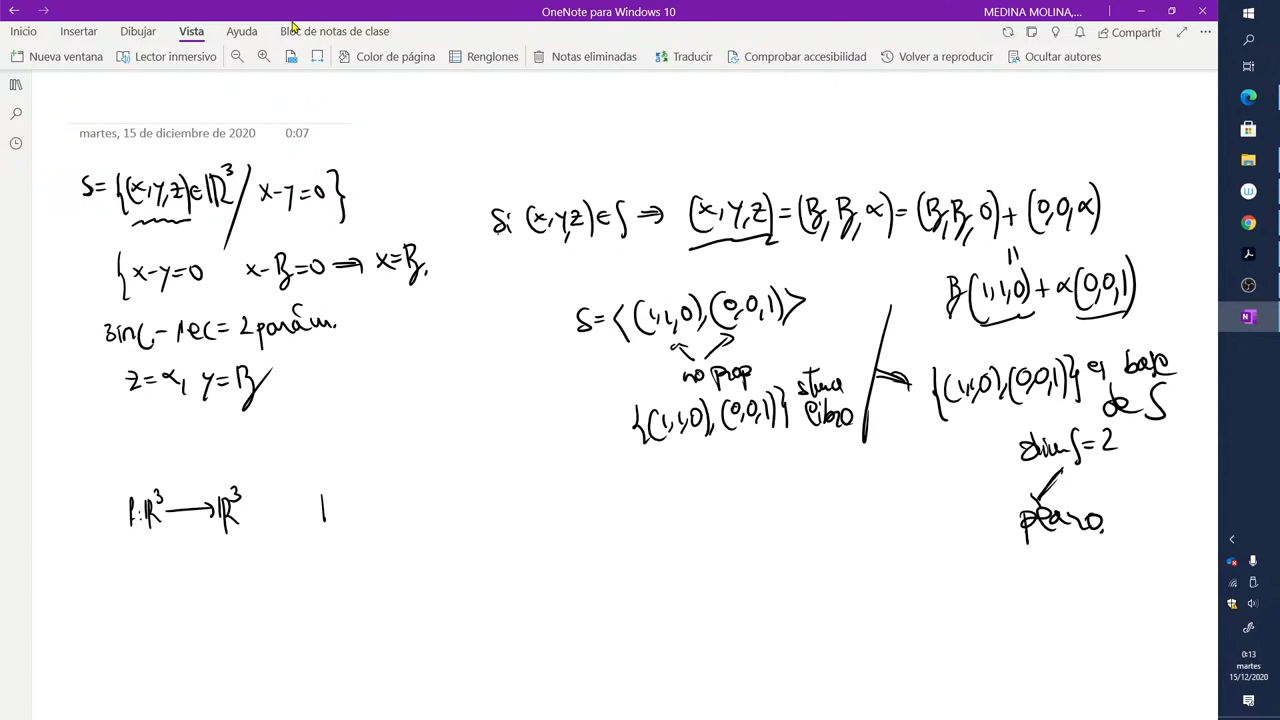 OneNote para Windows 10
MEDINA MOLINA,...
Inicio Insertar Dibujar Vista Ayuda Bloc de notas de clase
Compartir
Nueva ventana Lector inmersivo Color de página Renglones Notas eliminadas Traducir Comprobar accesibilidad Volver a reproducir Ocultar autores
martes, 15 de diciembre de 2020 0:07
S={(x,y,z)∈ℝ³/ x-y=0}
{x-y=0 x-β=0 ⇒ x=β,
3inc - 1ec = 2 parám.
z=α, y=β
Si (x,y,z)∈S ⇒ (x,y,z)=(β,β,α)=(β,β,0)+(0,0,α)
=
β(1,1,0)+α(0,0,1)
S=<(1,1,0),(0,0,1)>
no prop
{(1,1,0),(0,0,1)} stma libre
⇒ {(1,1,0),(0,0,1)} es base de S
dim S=2
plano.
f:ℝ³→ℝ³
0:13
martes
15/12/2020